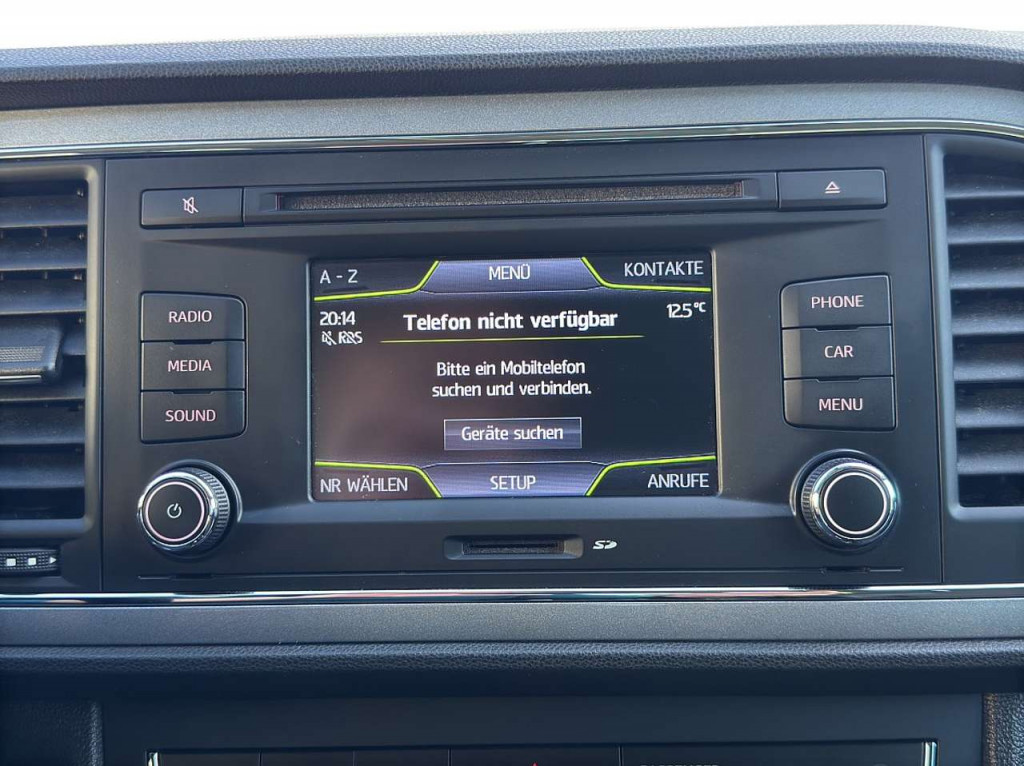 A - Z
MENÜ
KONTAKTE
20:14
Telefon nicht verfügbar
12.5 °C
RDS
Bitte ein Mobiltelefon
suchen und verbinden.
Geräte suchen
NR WÄHLEN
SETUP
ANRUFE
RADIO
MEDIA
SOUND
PHONE
CAR
MENU
SD